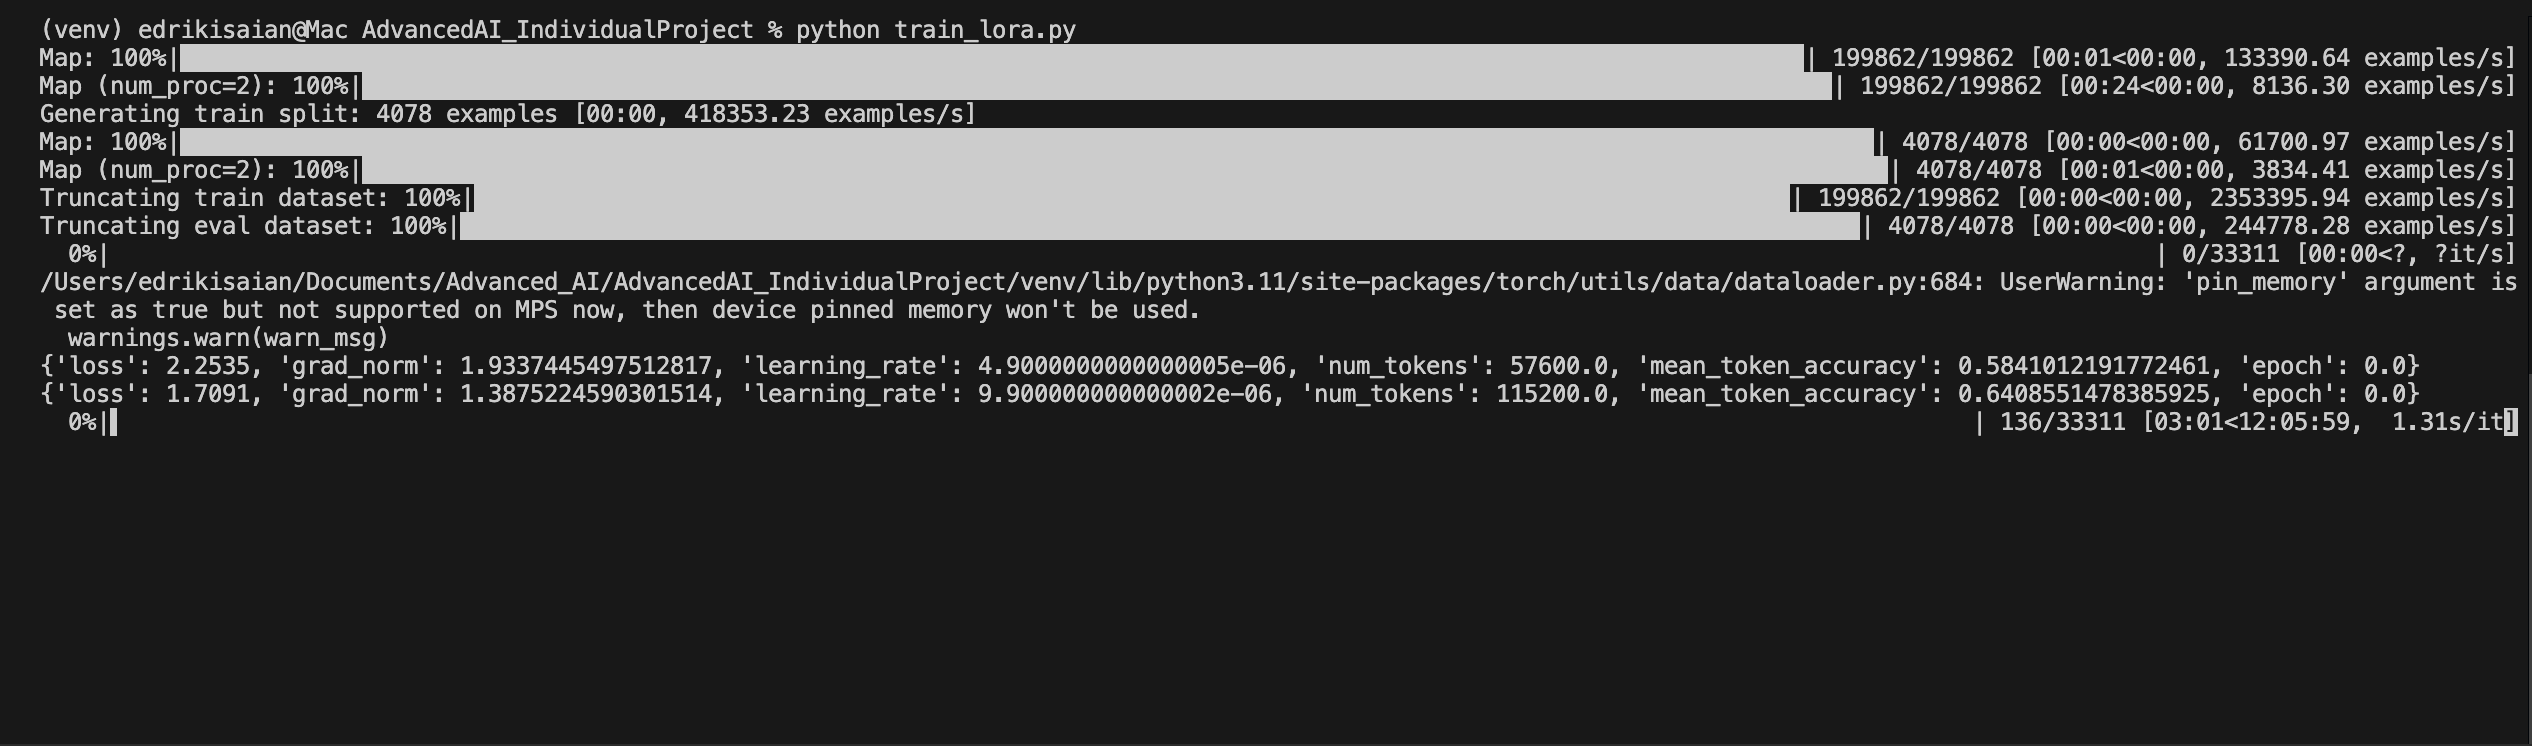 (venv) edrikisaian@Mac AdvancedAI_IndividualProject % python train_lora.py
Map: 100%|| 199862/199862 [00:01<00:00, 133390.64 examples/s]
Map (num_proc=2): 100%|| 199862/199862 [00:24<00:00, 8136.30 examples/s]
Generating train split: 4078 examples [00:00, 418353.23 examples/s]
Map: 100%|| 4078/4078 [00:00<00:00, 61700.97 examples/s]
Map (num_proc=2): 100%|| 4078/4078 [00:01<00:00, 3834.41 examples/s]
Truncating train dataset: 100%|| 199862/199862 [00:00<00:00, 2353395.94 examples/s]
Truncating eval dataset: 100%|| 4078/4078 [00:00<00:00, 244778.28 examples/s]
0%| | 0/33311 [00:00<?, ?it/s]
/Users/edrikisaian/Documents/Advanced_AI/AdvancedAI_IndividualProject/venv/lib/python3.11/site-packages/torch/utils/data/dataloader.py:684: UserWarning: 'pin_memory' argument is
set as true but not supported on MPS now, then device pinned memory won't be used.
warnings.warn(warn_msg)
{'loss': 2.2535, 'grad_norm': 1.9337445497512817, 'learning_rate': 4.9000000000000005e-06, 'num_tokens': 57600.0, 'mean_token_accuracy': 0.5841012191772461, 'epoch': 0.0}
{'loss': 1.7091, 'grad_norm': 1.3875224590301514, 'learning_rate': 9.900000000000002e-06, 'num_tokens': 115200.0, 'mean_token_accuracy': 0.6408551478385925, 'epoch': 0.0}
0%| | 136/33311 [03:01<12:05:59, 1.31s/it]